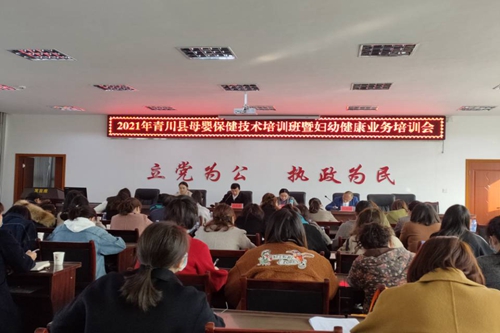 2021年青川县母婴保健技术培训班暨妇幼健康业务培训会
立党为公 执政为民